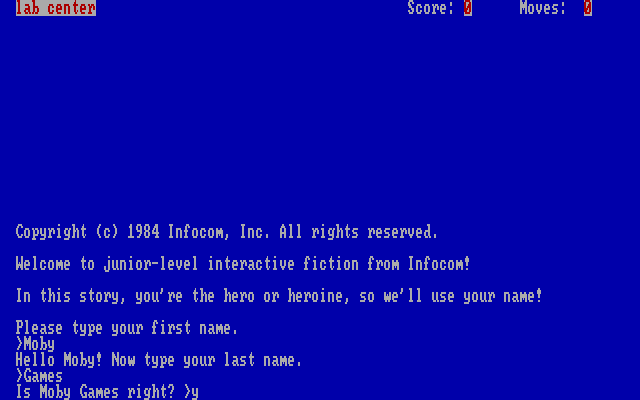 lab center Score: 0 Moves: 0
Copyright (c) 1984 Infocom, Inc. All rights reserved.
Welcome to junior-level interactive fiction from Infocom!
In this story, you're the hero or heroine, so we'll use your name!
Please type your first name.
>Moby
Hello Moby! Now type your last name.
>Games
Is Moby Games right? >y